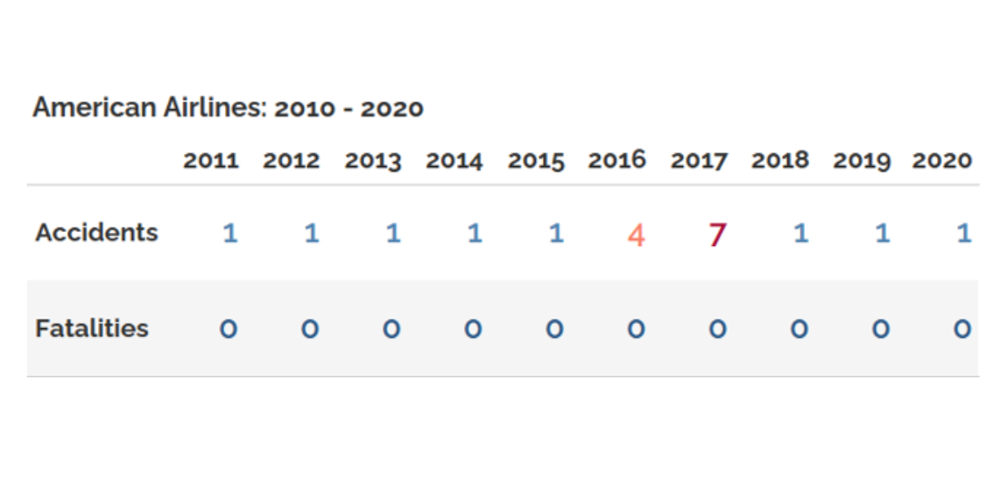 American Airlines: 2010 - 2020
2011 2012 2013 2014 2015 2016 2017 2018 2019 2020
Accidents 1 1 1 1 1 4 7 1 1 1
Fatalities 0 0 0 0 0 0 0 0 0 0